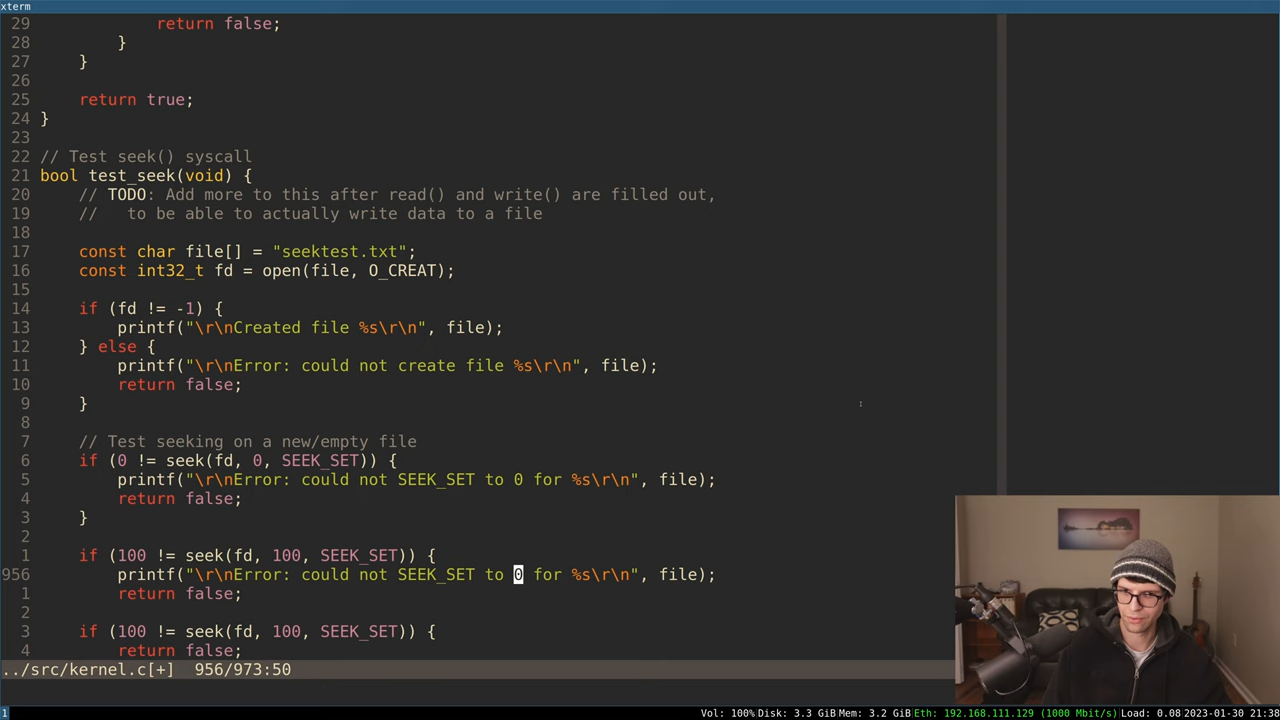 xterm
29             return false;
28         }
27     }
26
25     return true;
24 }
23
22 // Test seek() syscall
21 bool test_seek(void) {
20     // TODO: Add more to this after read() and write() are filled out,
19     //   to be able to actually write data to a file
18
17     const char file[] = "seektest.txt";
16     const int32_t fd = open(file, O_CREAT);
15
14     if (fd != -1) {
13         printf("\r\nCreated file %s\r\n", file);
12     } else {
11         printf("\r\nError: could not create file %s\r\n", file);
10         return false;
9     }
8
7     // Test seeking on a new/empty file
6     if (0 != seek(fd, 0, SEEK_SET)) {
5         printf("\r\nError: could not SEEK_SET to 0 for %s\r\n", file);
4         return false;
3     }
2
1     if (100 != seek(fd, 100, SEEK_SET)) {
956         printf("\r\nError: could not SEEK_SET to 0 for %s\r\n", file);
1         return false;
2
3     if (100 != seek(fd, 100, SEEK_SET)) {
4         return false;
../src/kernel.c[+]  956/973:50
1 Vol: 100% Disk: 3.3 GiB Mem: 3.2 GiB Eth: 192.168.111.129 (1000 Mbit/s) Load: 0.08 2023-01-30 21:38